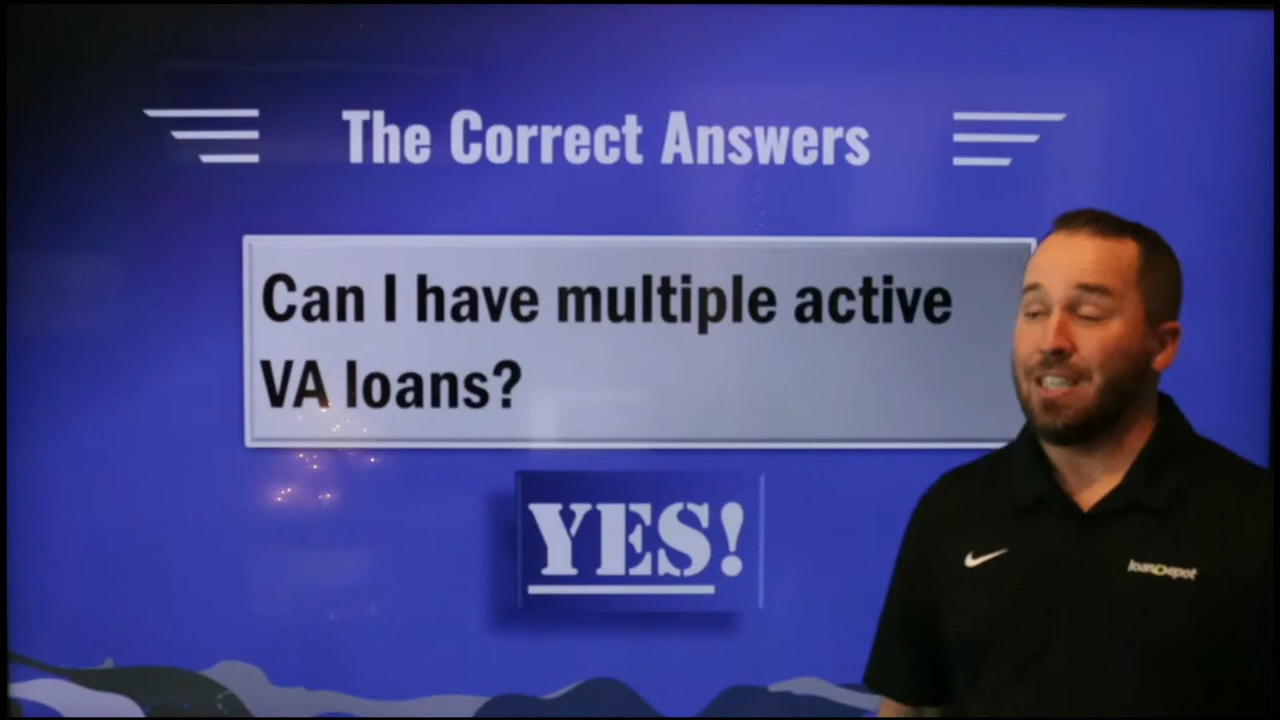 The Correct Answers
Can I have multiple active
VA loans?
YES!
loanDepot